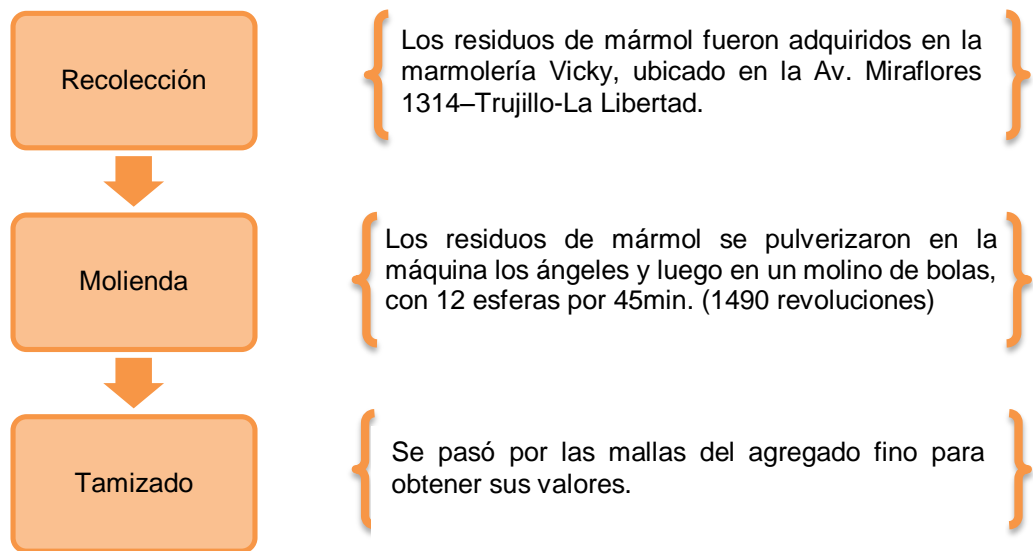 Recolección
Los residuos de mármol fueron adquiridos en la
marmolería Vicky, ubicado en la Av. Miraflores
1314–Trujillo-La Libertad.
Molienda
Los residuos de mármol se pulverizaron en la
máquina los ángeles y luego en un molino de bolas,
con 12 esferas por 45min. (1490 revoluciones)
Tamizado
Se pasó por las mallas del agregado fino para
obtener sus valores.